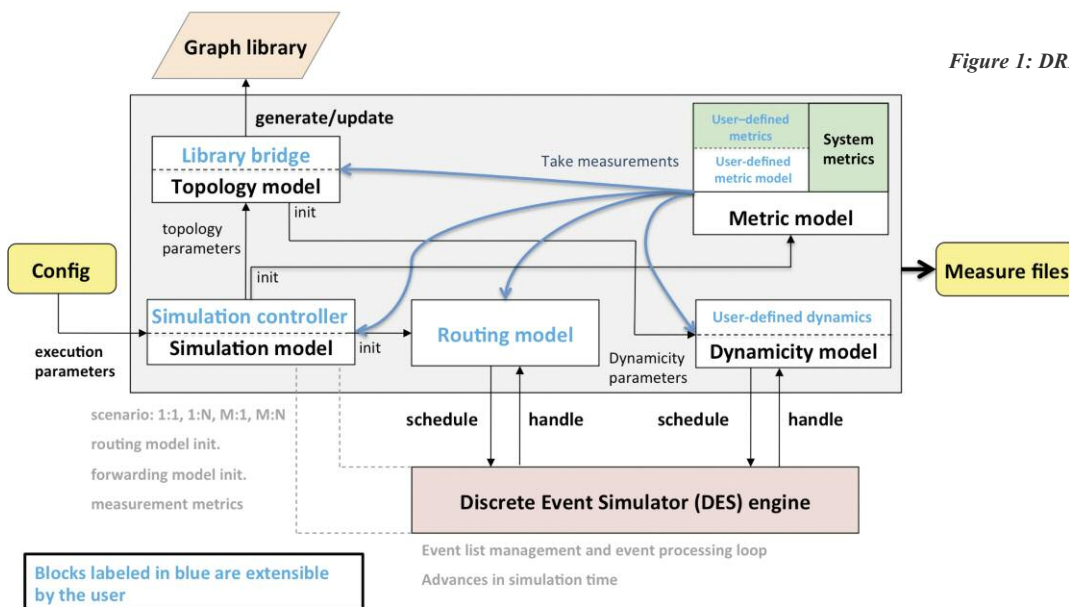 Graph library
Figure 1: DR
generate/update
Library bridge
Topology model
init
topology
parameters
Take measurements
User–defined
metrics
User-defined
metric model
System
metrics
Metric model
Config
Measure files
init
Simulation controller
Simulation model
init
execution
parameters
Routing model
User-defined dynamics
Dynamicity model
Dynamicity
parameters
scenario: 1:1, 1:N, M:1, M:N
routing model init.
forwarding model init.
measurement metrics
schedule
handle
schedule
handle
Discrete Event Simulator (DES) engine
Event list management and event processing loop
Advances in simulation time
Blocks labeled in blue are extensible
by the user